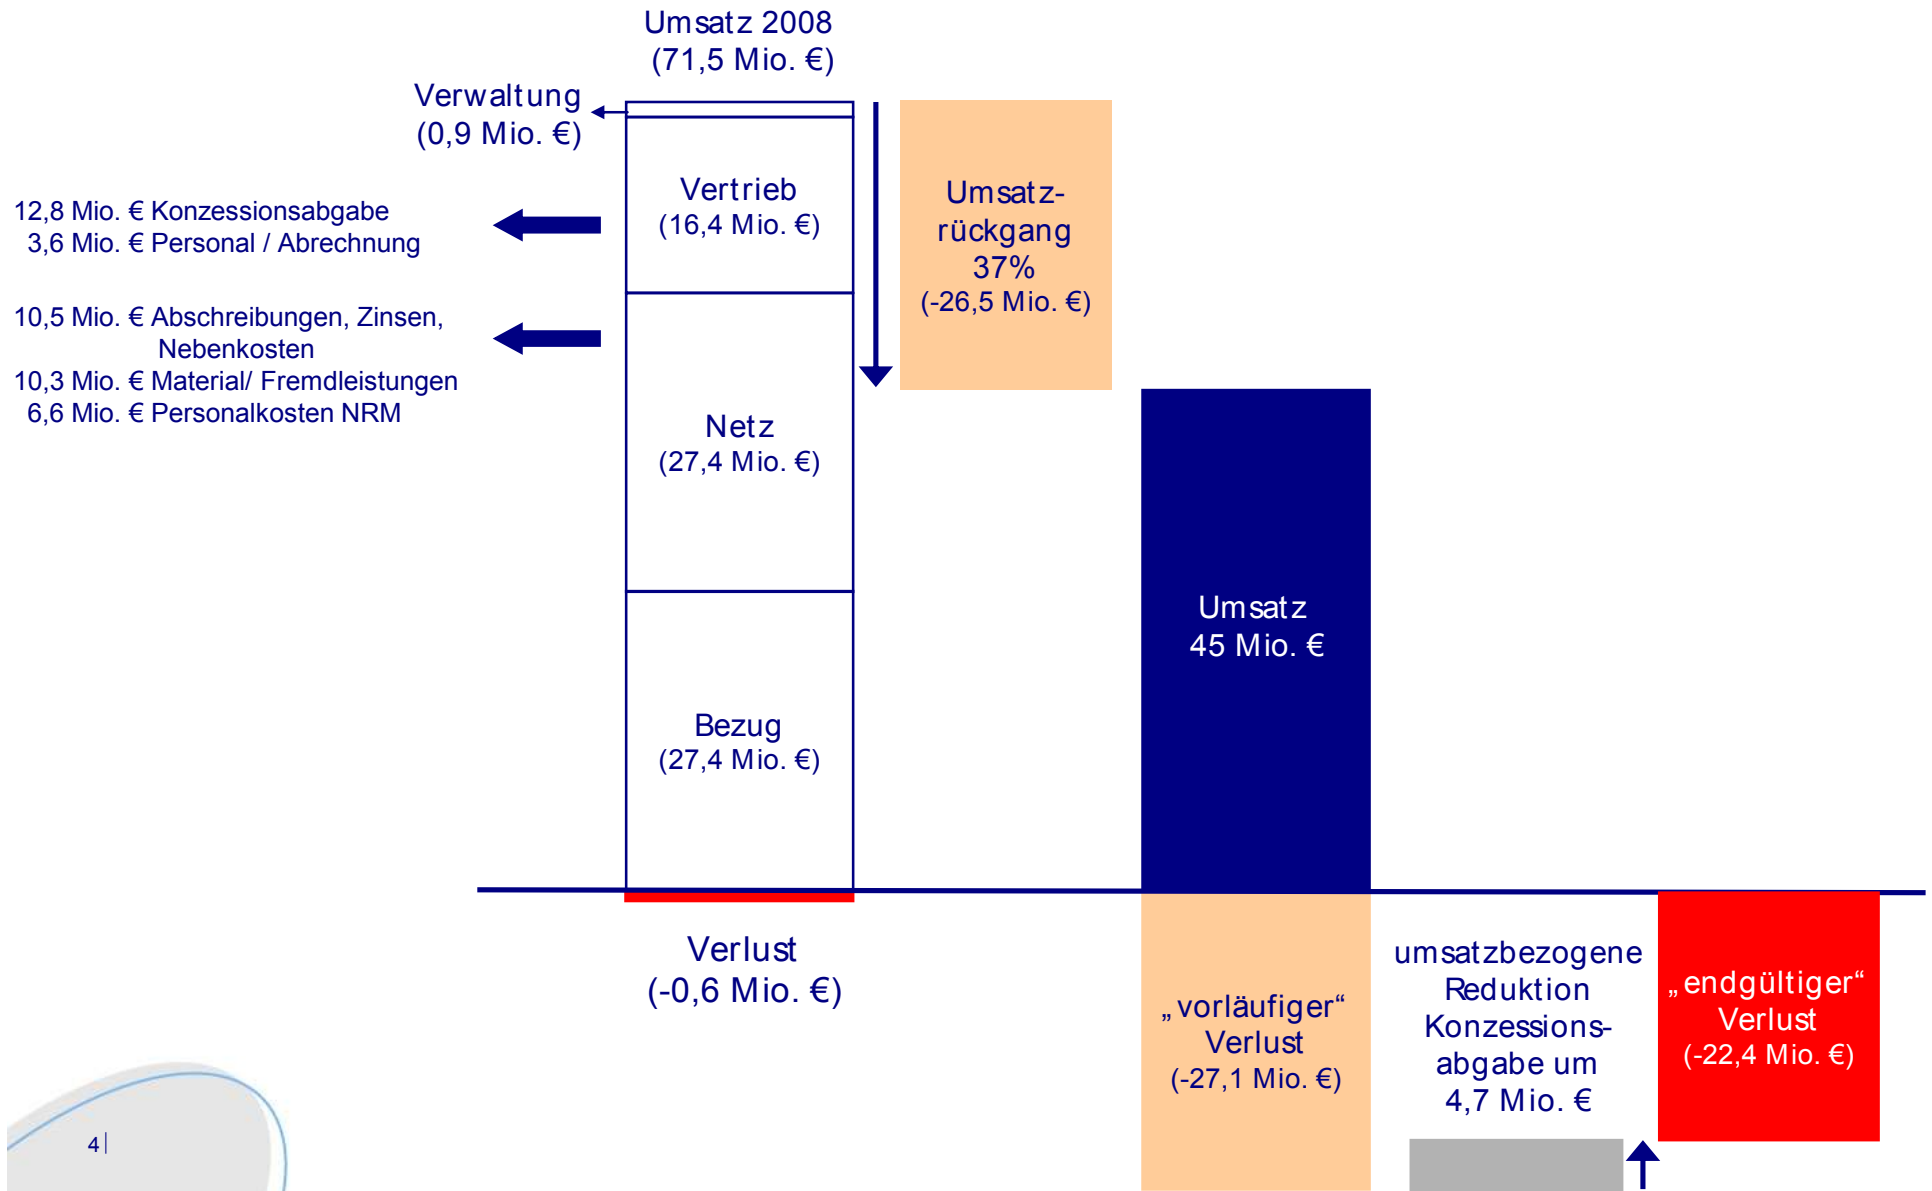 Umsatz 2008
(71,5 Mio. €)
Verwaltung
(0,9 Mio. €)
Vertrieb
(16,4 Mio. €)
12,8 Mio. € Konzessionsabgabe
3,6 Mio. € Personal / Abrechnung
Umsatz-
rückgang
37%
(-26,5 Mio. €)
10,5 Mio. € Abschreibungen, Zinsen,
Nebenkosten
10,3 Mio. € Material/ Fremdleistungen
6,6 Mio. € Personalkosten NRM
Netz
(27,4 Mio. €)
Umsatz
45 Mio. €
Bezug
(27,4 Mio. €)
Verlust
(-0,6 Mio. €)
„vorläufiger“
Verlust
(-27,1 Mio. €)
umsatzbezogene
Reduktion
Konzessions-
abgabe um
4,7 Mio. €
„endgültiger“
Verlust
(-22,4 Mio. €)
4|